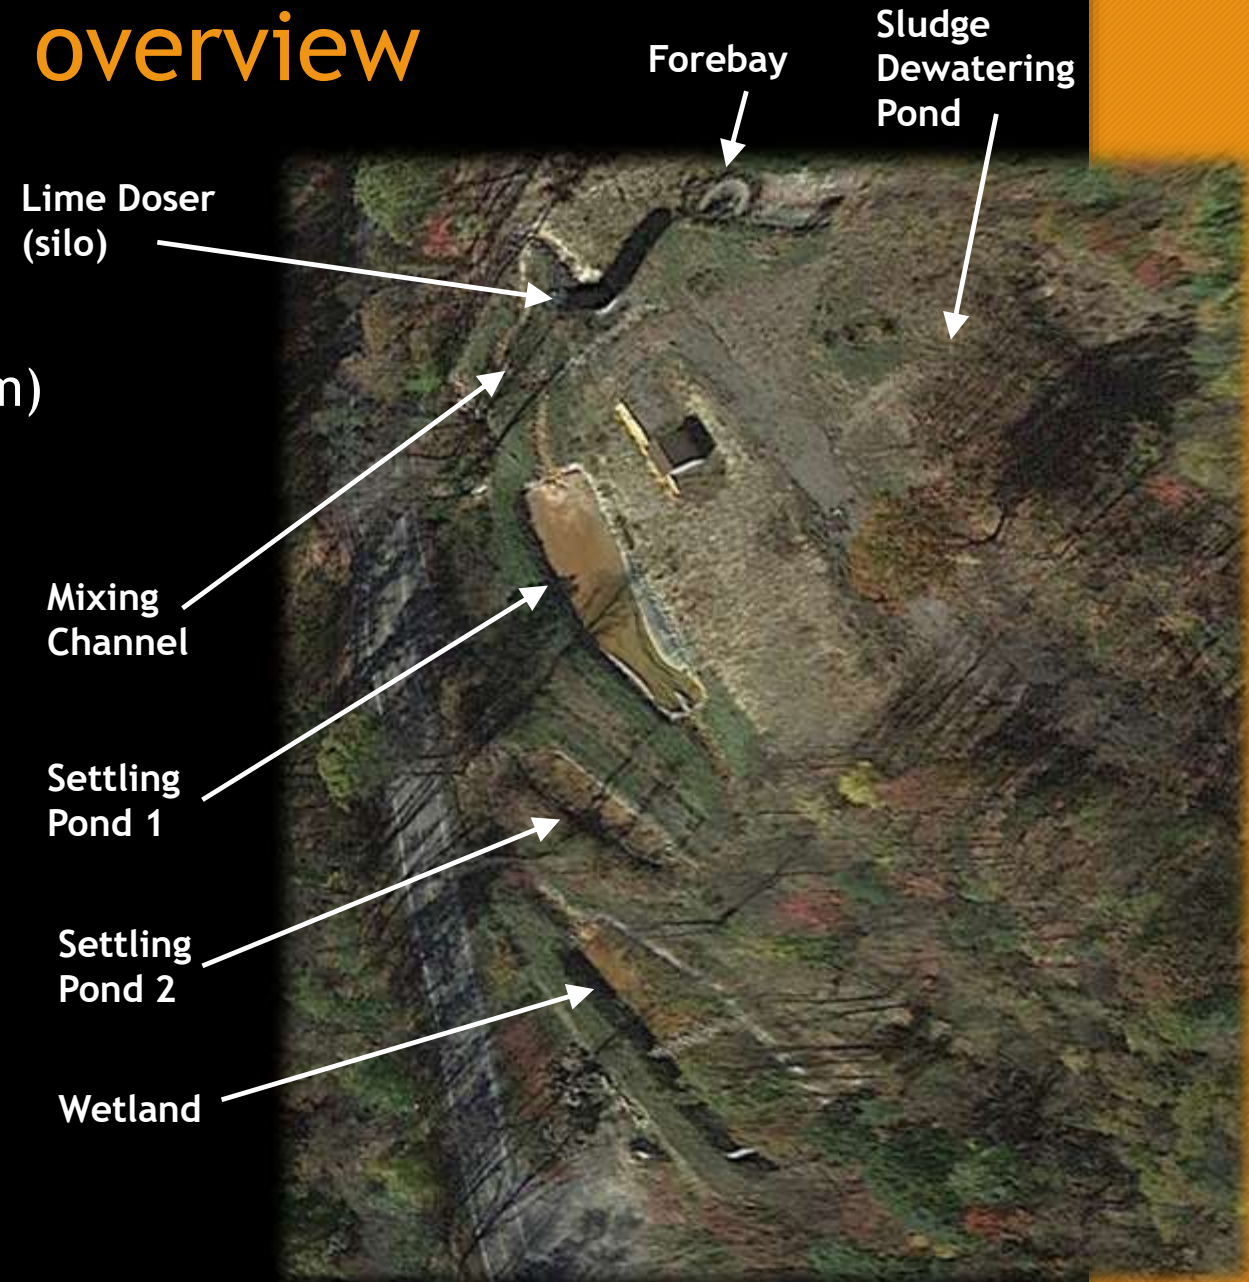 overview
Forebay
Sludge
Dewatering
Pond
Lime Doser
(silo)
m)
Mixing
Channel
Settling
Pond 1
Settling
Pond 2
Wetland